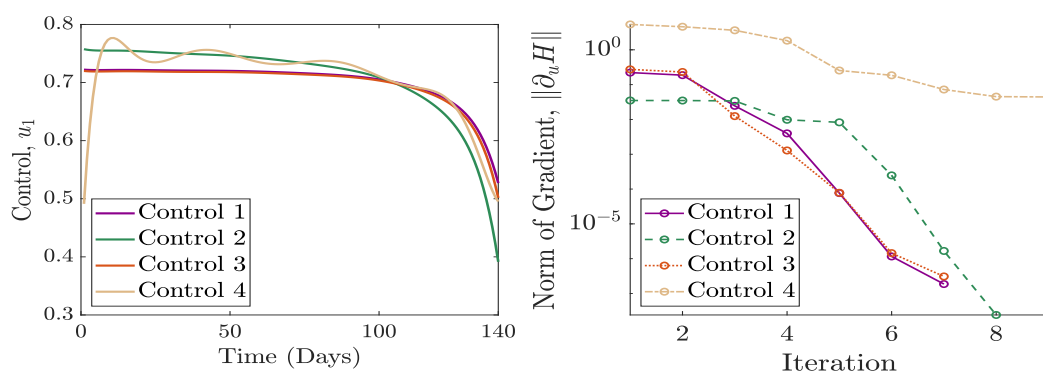 0.8
0.7
0.6
0.5
0.4
0.3
Control, u1
0
50
100
140
Time (Days)
Control 1
Control 2
Control 3
Control 4
10^0
10^-5
Norm of Gradient, ‖∂uH‖
2
4
6
8
Iteration
Control 1
Control 2
Control 3
Control 4